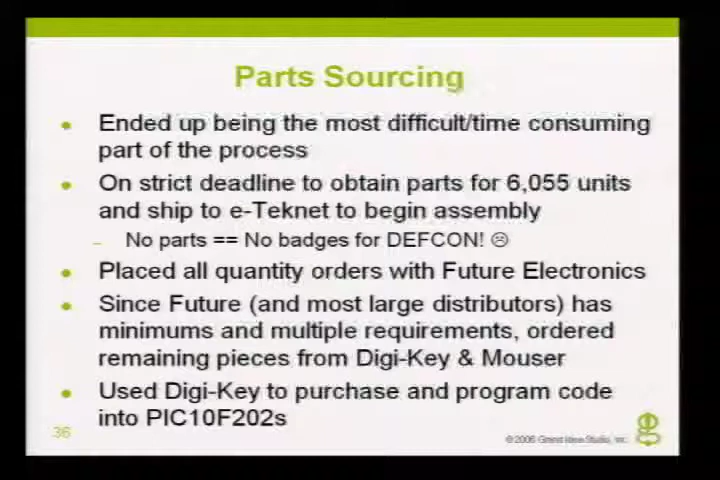 Parts Sourcing
• Ended up being the most difficult/time consuming
part of the process
• On strict deadline to obtain parts for 6,055 units
and ship to e-Teknet to begin assembly
– No parts == No badges for DEFCON! ☹
• Placed all quantity orders with Future Electronics
• Since Future (and most large distributors) has
minimums and multiple requirements, ordered
remaining pieces from Digi-Key & Mouser
• Used Digi-Key to purchase and program code
into PIC10F202s
36
© 2006 Grand Idea Studio, Inc.